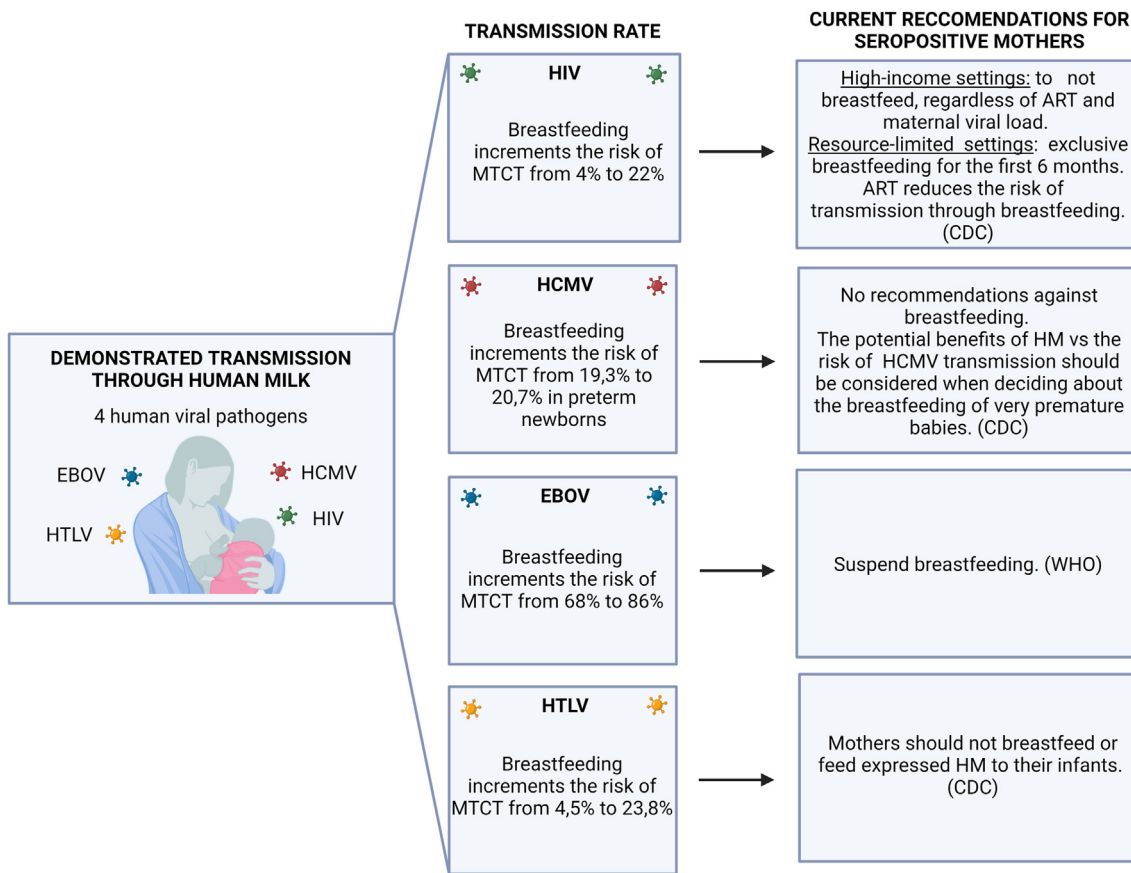 TRANSMISSION RATE
CURRENT RECCOMENDATIONS FOR
SEROPOSITIVE MOTHERS
DEMONSTRATED TRANSMISSION
THROUGH HUMAN MILK
4 human viral pathogens
EBOV
HCMV
HIV
HTLV
HIV
Breastfeeding
increments the risk of
MTCT from 4% to 22%
High-income settings: to not
breastfeed, regardless of ART and
maternal viral load.
Resource-limited settings: exclusive
breastfeeding for the first 6 months.
ART reduces the risk of
transmission through breastfeeding.
(CDC)
HCMV
Breastfeeding
increments the risk of
MTCT from 19,3% to
20,7% in preterm
newborns
No recommendations against
breastfeeding.
The potential benefits of HM vs the
risk of HCMV transmission should
be considered when deciding about
the breastfeeding of very premature
babies. (CDC)
EBOV
Breastfeeding
increments the risk of
MTCT from 68% to 86%
Suspend breastfeeding. (WHO)
HTLV
Breastfeeding
increments the risk of
MTCT from 4,5% to 23,8%
Mothers should not breastfeed or
feed expressed HM to their infants.
(CDC)